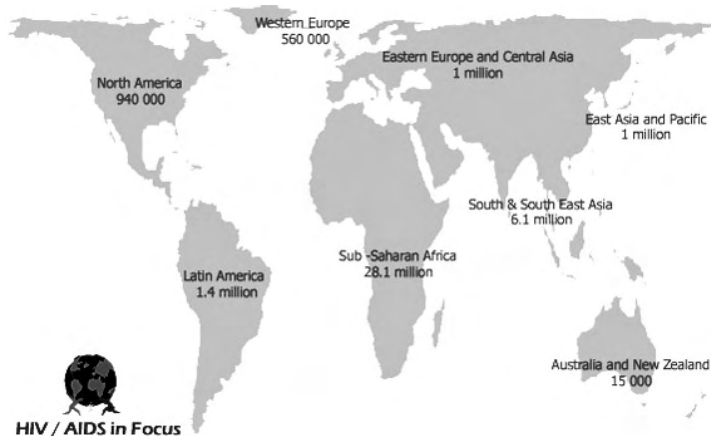 Western Europe
560 000
Eastern Europe and Central Asia
1 million
North America
940 000
East Asia and Pacific
1 million
South & South East Asia
6.1 million
Sub -Saharan Africa
28.1 million
Latin America
1.4 million
Australia and New Zealand
15 000
HIV / AIDS in Focus